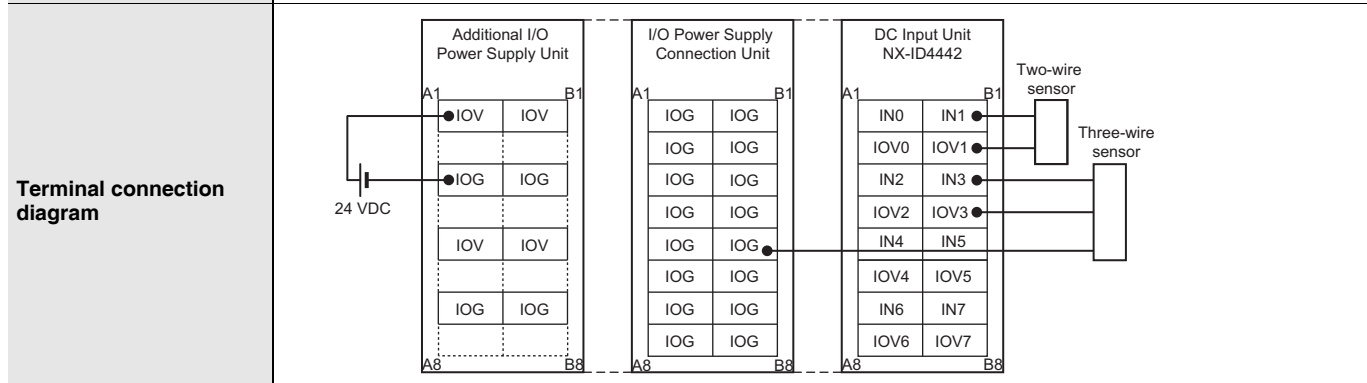 Terminal connection
diagram
Additional I/O
Power Supply Unit
A1 B1
IOV IOV
IOG IOG
IOV IOV
IOG IOG
A8 B8
24 VDC
I/O Power Supply
Connection Unit
A1 B1
IOG IOG
IOG IOG
IOG IOG
IOG IOG
IOG IOG
IOG IOG
IOG IOG
IOG IOG
A8 B8
DC Input Unit
NX-ID4442
A1 B1
IN0 IN1
IOV0 IOV1
IN2 IN3
IOV2 IOV3
IN4 IN5
IOV4 IOV5
IN6 IN7
IOV6 IOV7
A8 B8
Two-wire
sensor
Three-wire
sensor